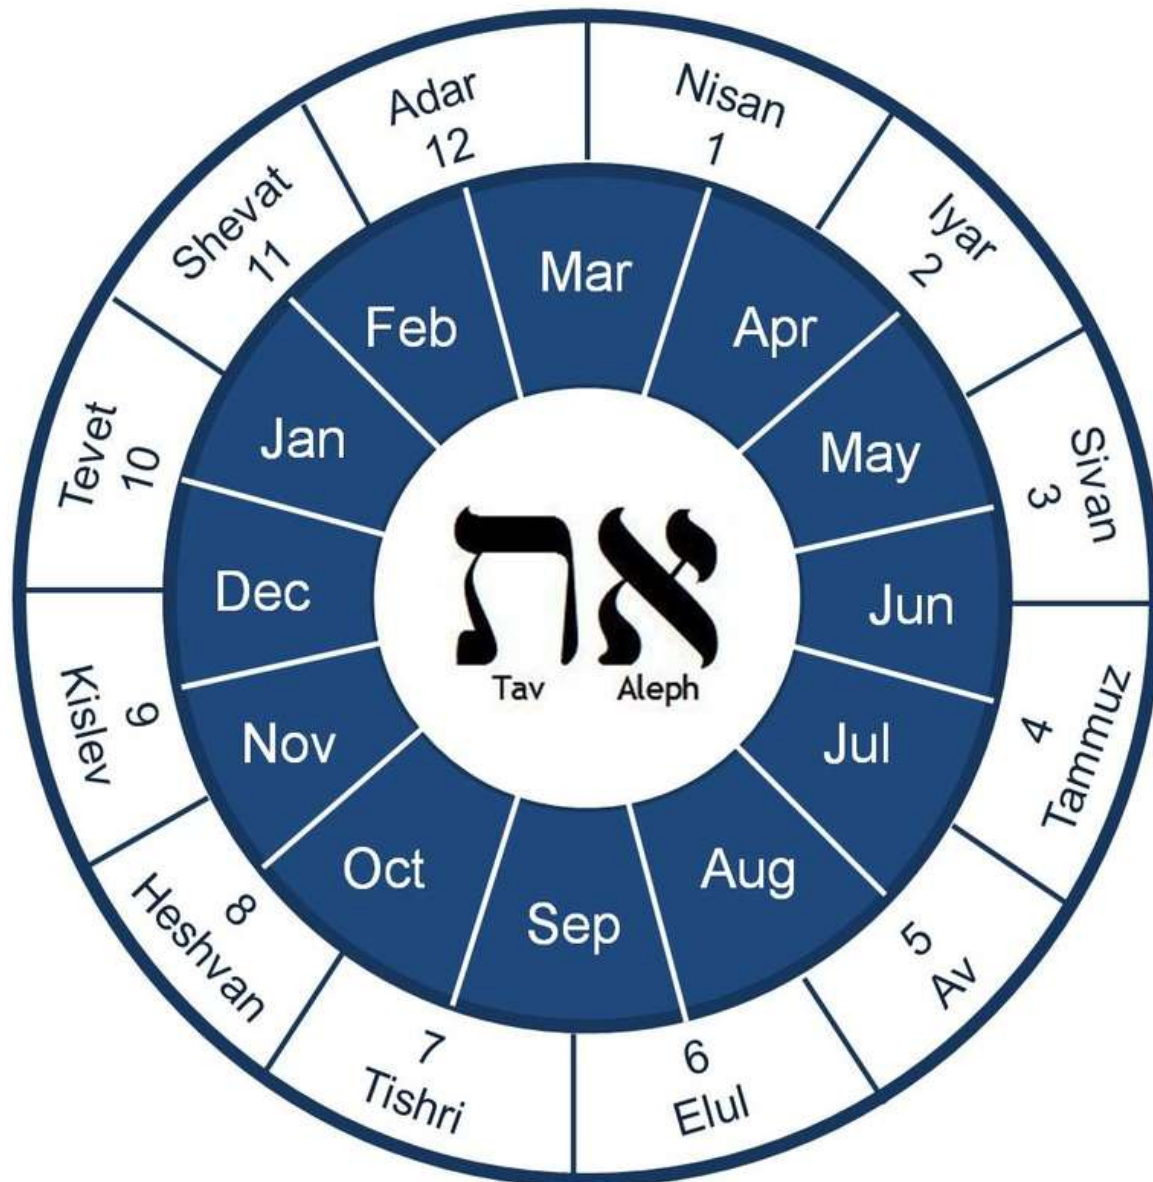 Nisan
1
Iyar
2
Sivan
3
4
Tammuz
5
Av
6
Elul
7
Tishri
8
Heshvan
9
Kislev
Tevet
10
Shevat
11
Adar
12
Mar
Apr
May
Jun
Jul
Aug
Sep
Oct
Nov
Dec
Jan
Feb
את
Tav Aleph